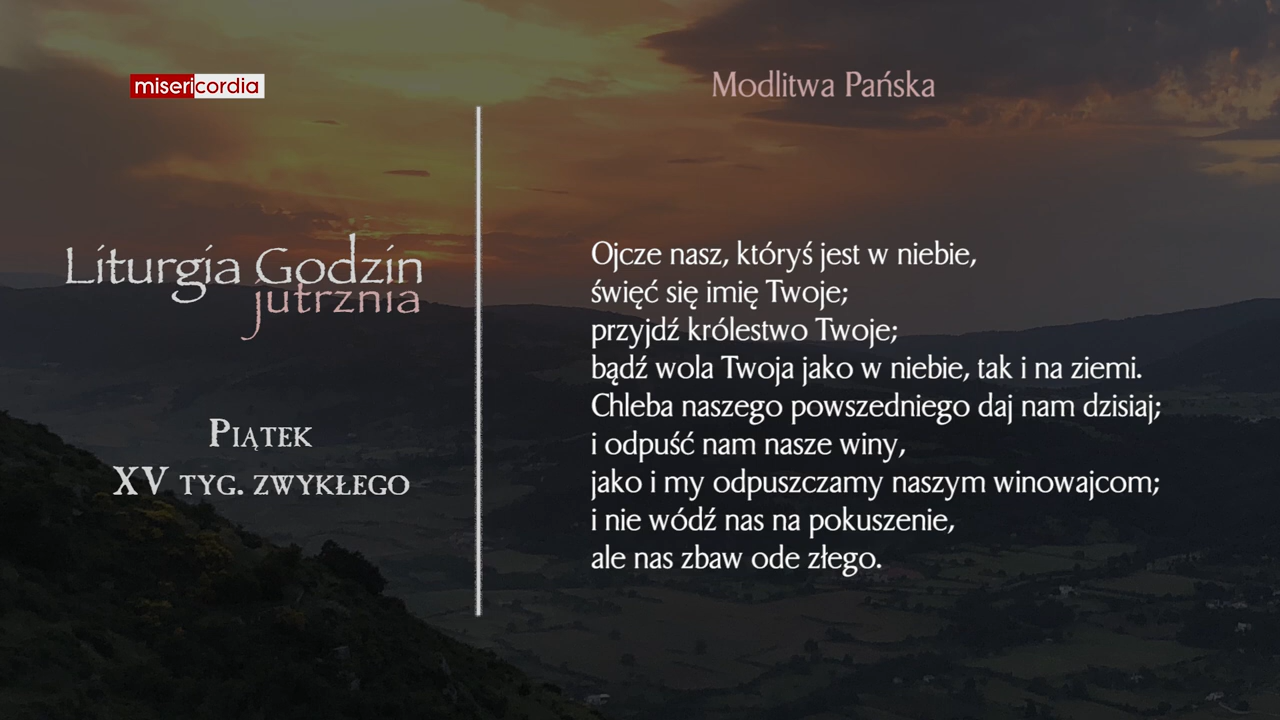 misericordia
Liturgia Godzin
jutrznia
Piątek
XV tyg. zwykłego
Modlitwa Pańska
Ojcze nasz, któryś jest w niebie,
święć się imię Twoje;
przyjdź królestwo Twoje;
bądź wola Twoja jako w niebie, tak i na ziemi.
Chleba naszego powszedniego daj nam dzisiaj;
i odpuść nam nasze winy,
jako i my odpuszczamy naszym winowajcom;
i nie wódź nas na pokuszenie,
ale nas zbaw ode złego.